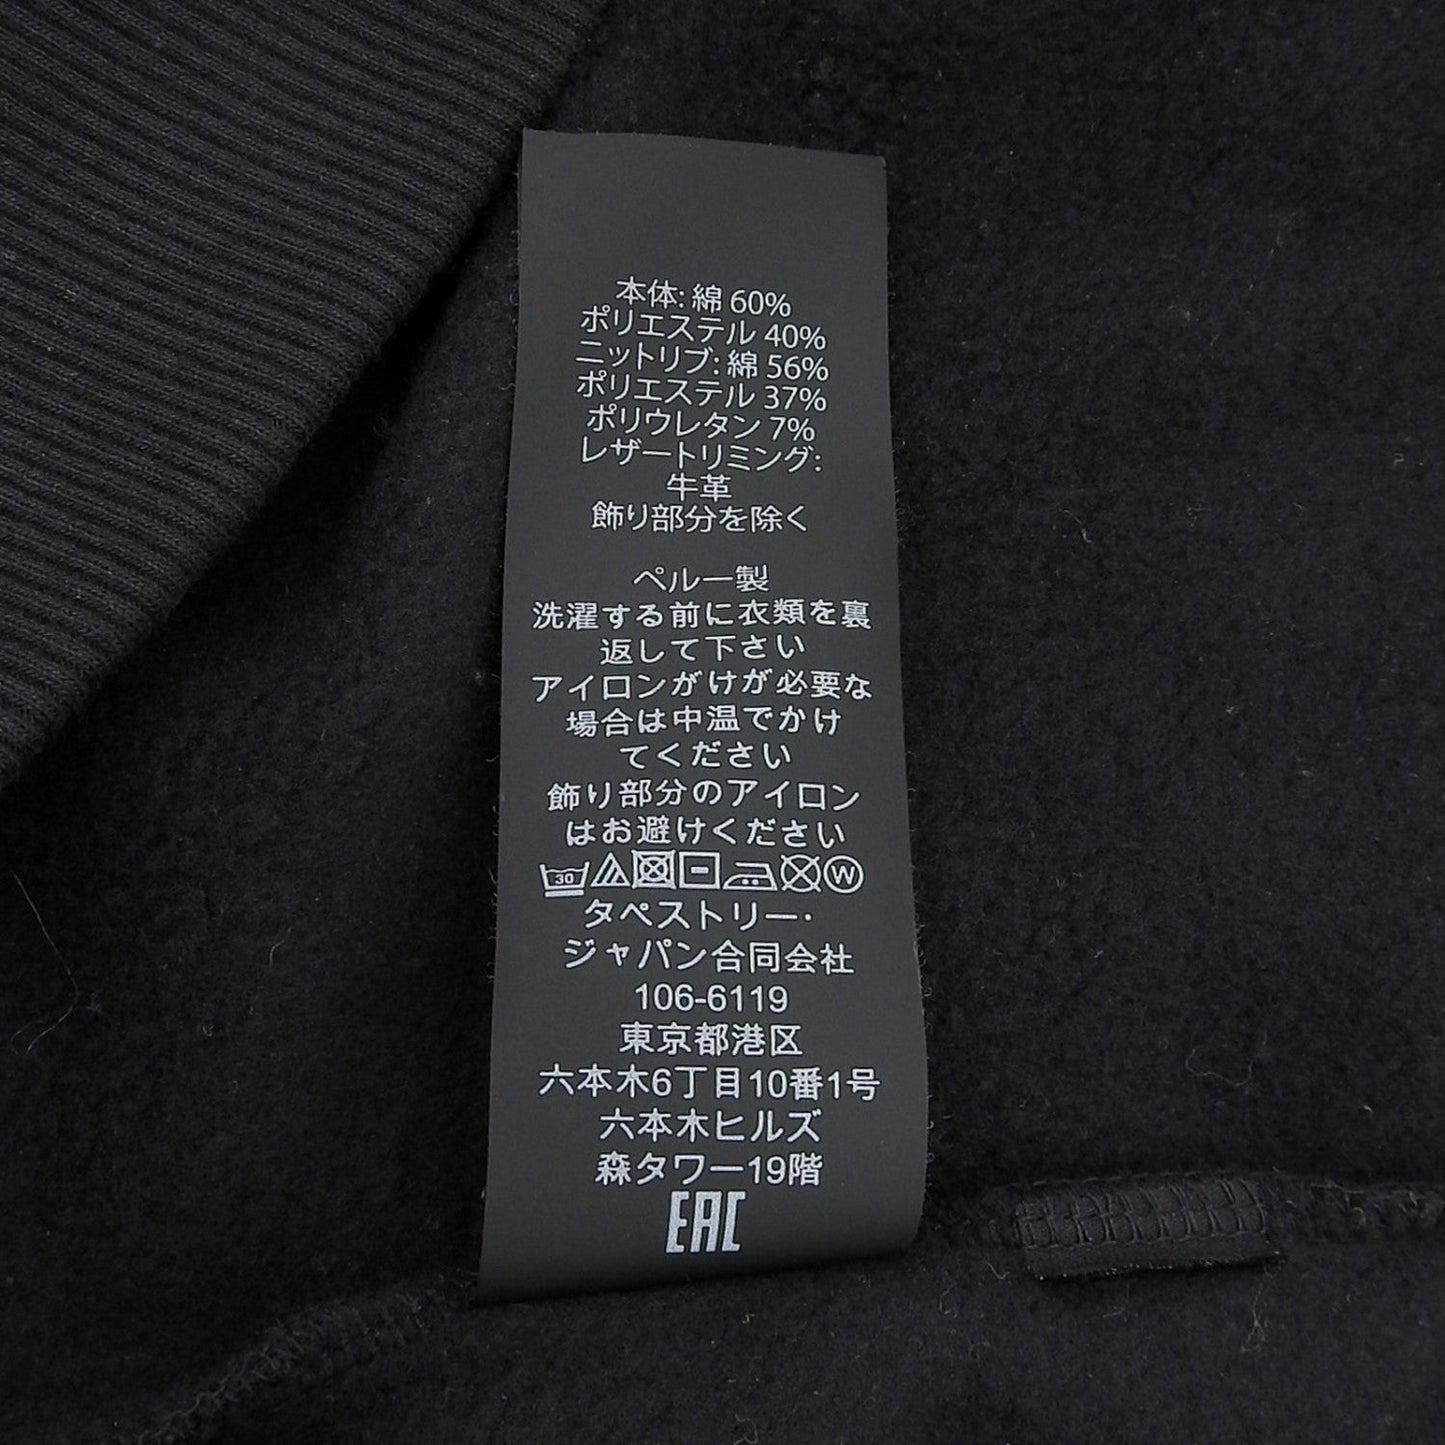 本体: 綿 60%
ポリエステル 40%
ニットリブ: 綿 56%
ポリエステル 37%
ポリウレタン 7%
レザートリミング:
牛革
飾り部分を除く
ペルー製
洗濯する前に衣類を裏
返して下さい
アイロンがけが必要な
場合は中温でかけ
てください
飾り部分のアイロン
はお避けください
30 W
タペストリー・
ジャパン合同会社
106-6119
東京都港区
六本木6丁目10番1号
六本木ヒルズ
森タワー19階
EAC